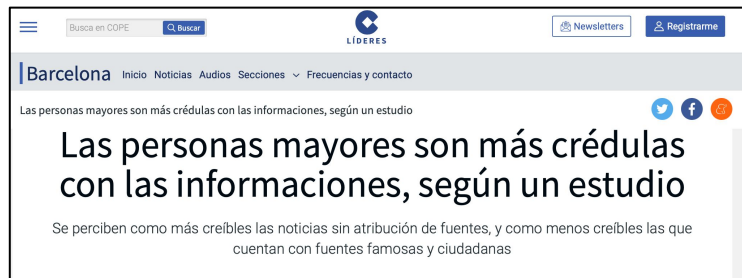 Busca en COPE
Buscar
LÍDERES
Newsletters
Registrarme
Barcelona Inicio Noticias Audios Secciones Frecuencias y contacto
Las personas mayores son más crédulas con las informaciones, según un estudio
Las personas mayores son más crédulas
con las informaciones, según un estudio
Se perciben como más creíbles las noticias sin atribución de fuentes, y como menos creíbles las que
cuentan con fuentes famosas y ciudadanas